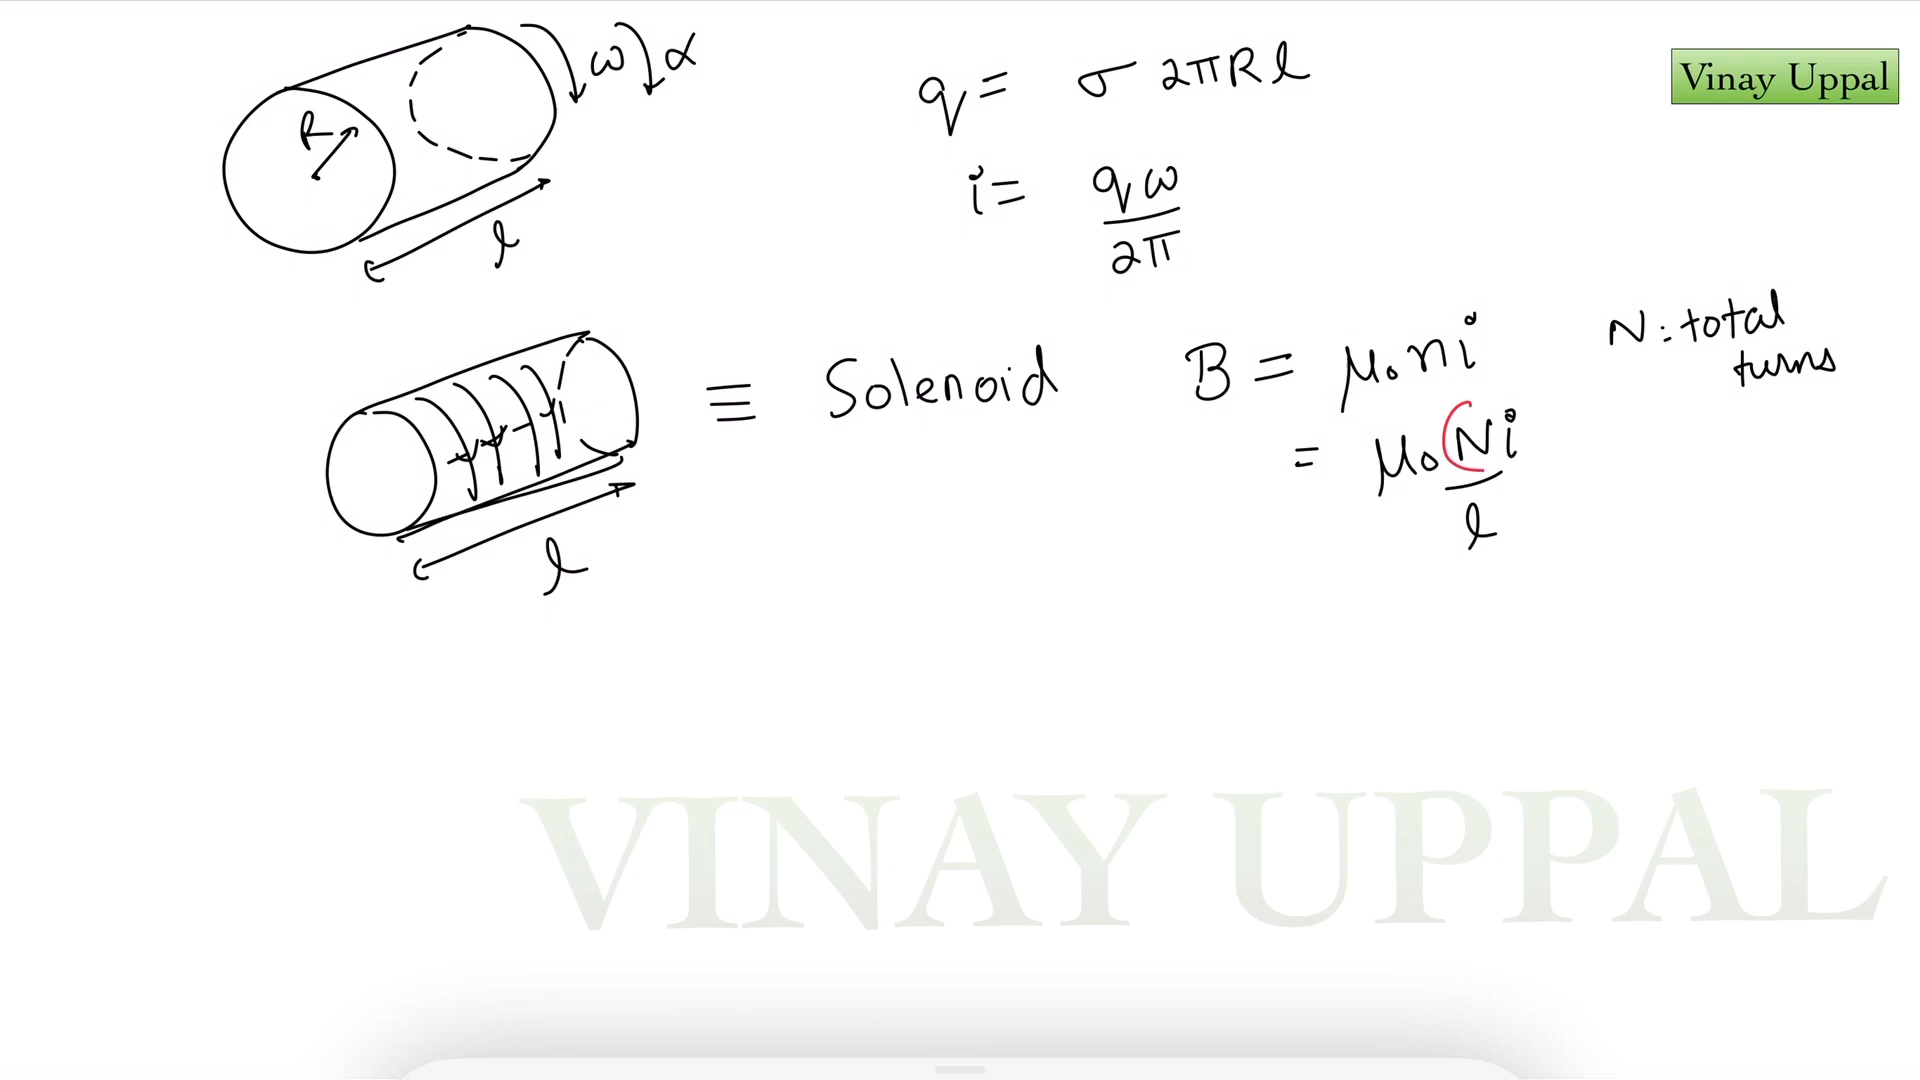 ω α
q = σ 2πRl
Vinay Uppal
R
i = qω / 2π
l
N : total
turns
≡ Solenoid
B = μ₀ni
= μ₀Ni / l
l
VINAY UPPAL